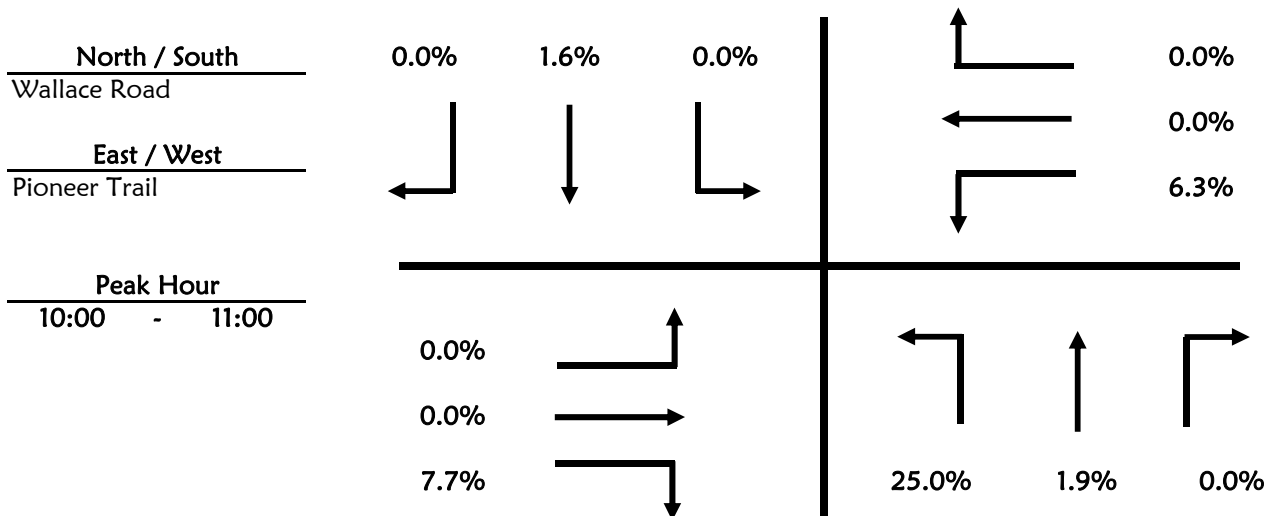 North / South
Wallace Road
East / West
Pioneer Trail
Peak Hour
10:00 - 11:00
0.0% 1.6% 0.0%
0.0%
0.0%
6.3%
0.0%
0.0%
7.7%
25.0% 1.9% 0.0%